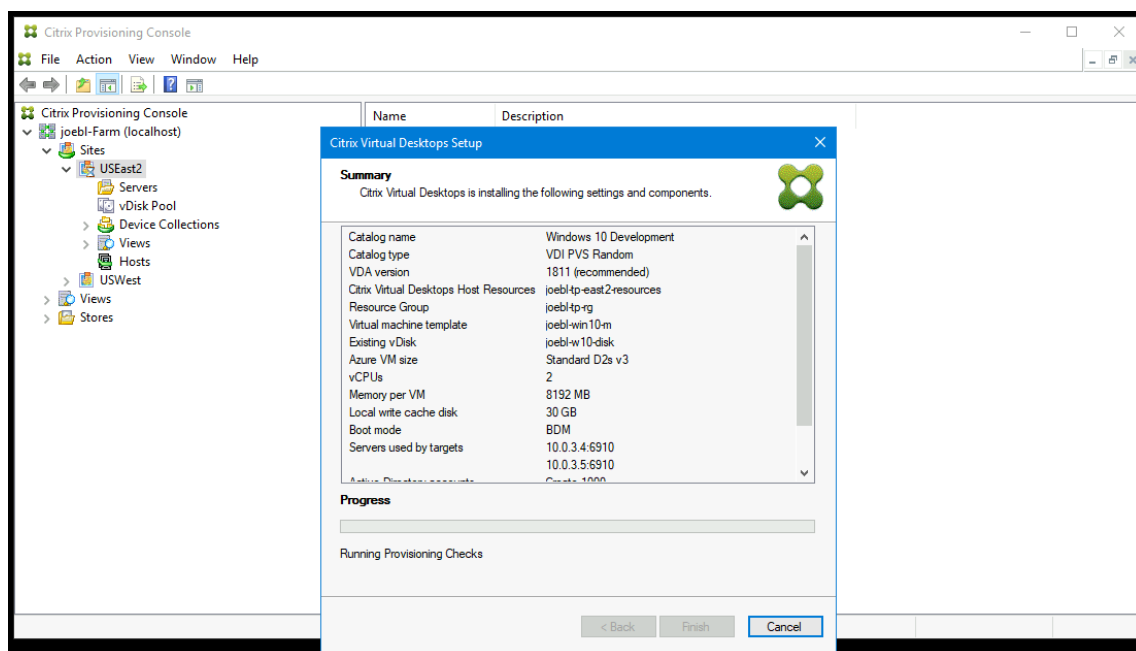 Citrix Provisioning Console
File Action View Window Help
Citrix Provisioning Console
joebl-Farm (localhost)
Sites
USEast2
Servers
vDisk Pool
Device Collections
Views
Hosts
USWest
Views
Stores
Name Description
Citrix Virtual Desktops Setup
Summary
Citrix Virtual Desktops is installing the following settings and components.
Catalog name Windows 10 Development
Catalog type VDI PVS Random
VDA version 1811 (recommended)
Citrix Virtual Desktops Host Resources joebl-tp-east2-resources
Resource Group joebl-tp-rg
Virtual machine template joebl-win10-m
Existing vDisk joebl-w10-disk
Azure VM size Standard D2s v3
vCPUs 2
Memory per VM 8192 MB
Local write cache disk 30 GB
Boot mode BDM
Servers used by targets 10.0.3.4:6910
10.0.3.5:6910
Active Directory accounts Create 1000
Progress
Running Provisioning Checks
< Back Finish Cancel